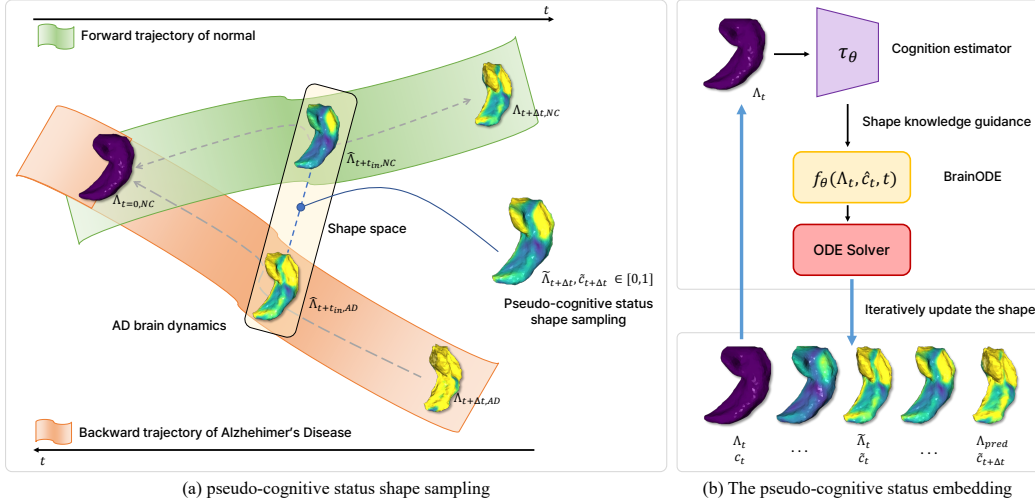 t
Forward trajectory of normal
Λ_{t+Δt,NC}
Λ̂_{t+t_{in},NC}
Λ_{t=0,NC}
Shape space
Λ̃_{t+Δt}, c̃_{t+Δt} ∈ [0,1]
Λ̂_{t+t_{in},AD}
Pseudo-cognitive status
shape sampling
AD brain dynamics
Λ_{t+Δt,AD}
Backward trajectory of Alzhehimer's Disease
t
(a) pseudo-cognitive status shape sampling
τ_θ
Cognition estimator
Λ_t
Shape knowledge guidance
f_θ(Λ_t, ĉ_t, t)
BrainODE
ODE Solver
Iteratively update the shape
Λ_t
c_t
· · ·
Λ̃_t
c̃_t
· · ·
Λ_{pred}
c̃_{t+Δt}
(b) The pseudo-cognitive status embedding